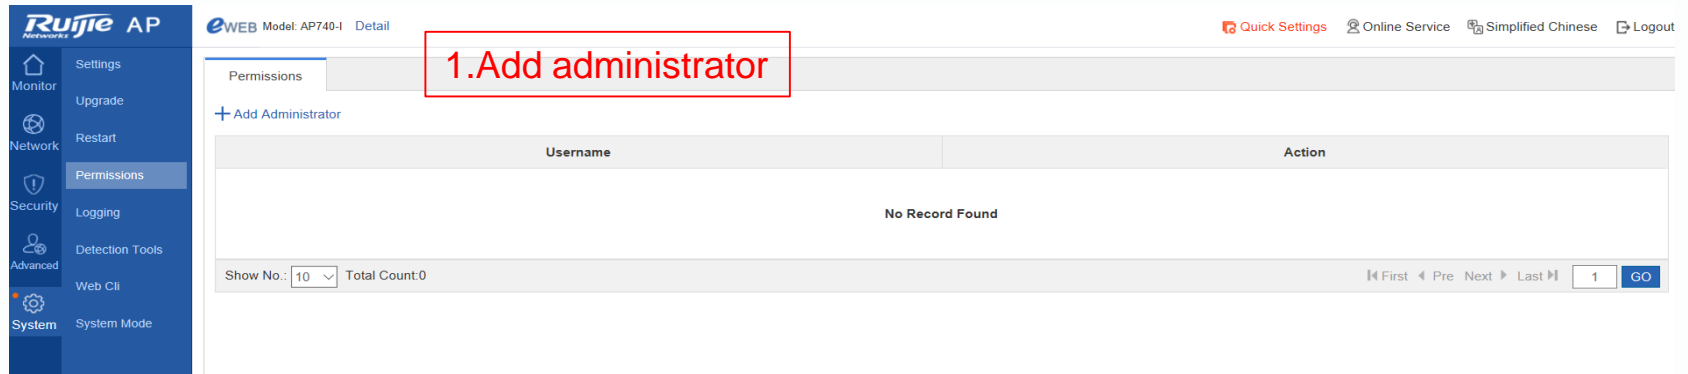 Ruijie AP
Networks
eWEB Model: AP740-I Detail
Quick Settings Online Service Simplified Chinese Logout
1.Add administrator
Monitor
Network
Security
Advanced
System
Settings
Upgrade
Restart
Permissions
Logging
Detection Tools
Web Cli
System Mode
Permissions
Add Administrator
Username Action
No Record Found
Show No.: 10 Total Count:0 First Pre Next Last 1 GO